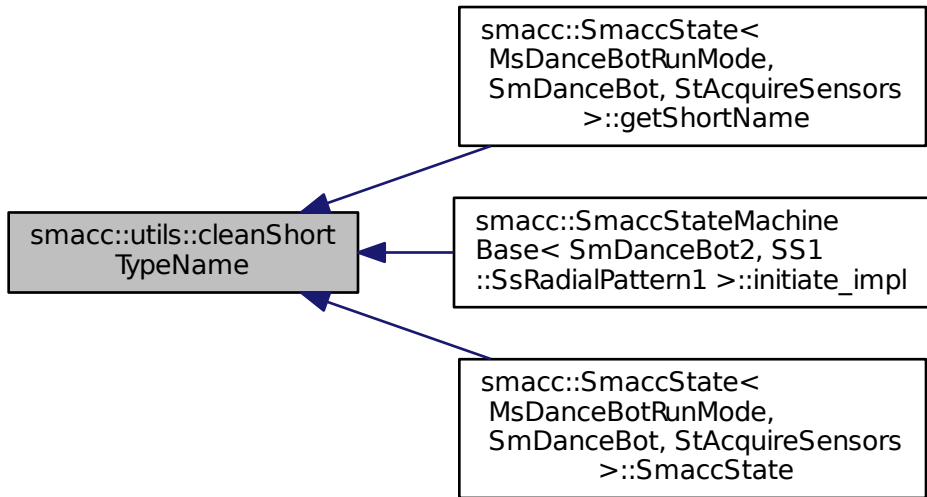 smacc::utils::cleanShort
TypeName
smacc::SmaccState<
MsDanceBotRunMode,
SmDanceBot, StAcquireSensors
>::getShortName
smacc::SmaccStateMachine
Base< SmDanceBot2, SS1
::SsRadialPattern1 >::initiate_impl
smacc::SmaccState<
MsDanceBotRunMode,
SmDanceBot, StAcquireSensors
>::SmaccState